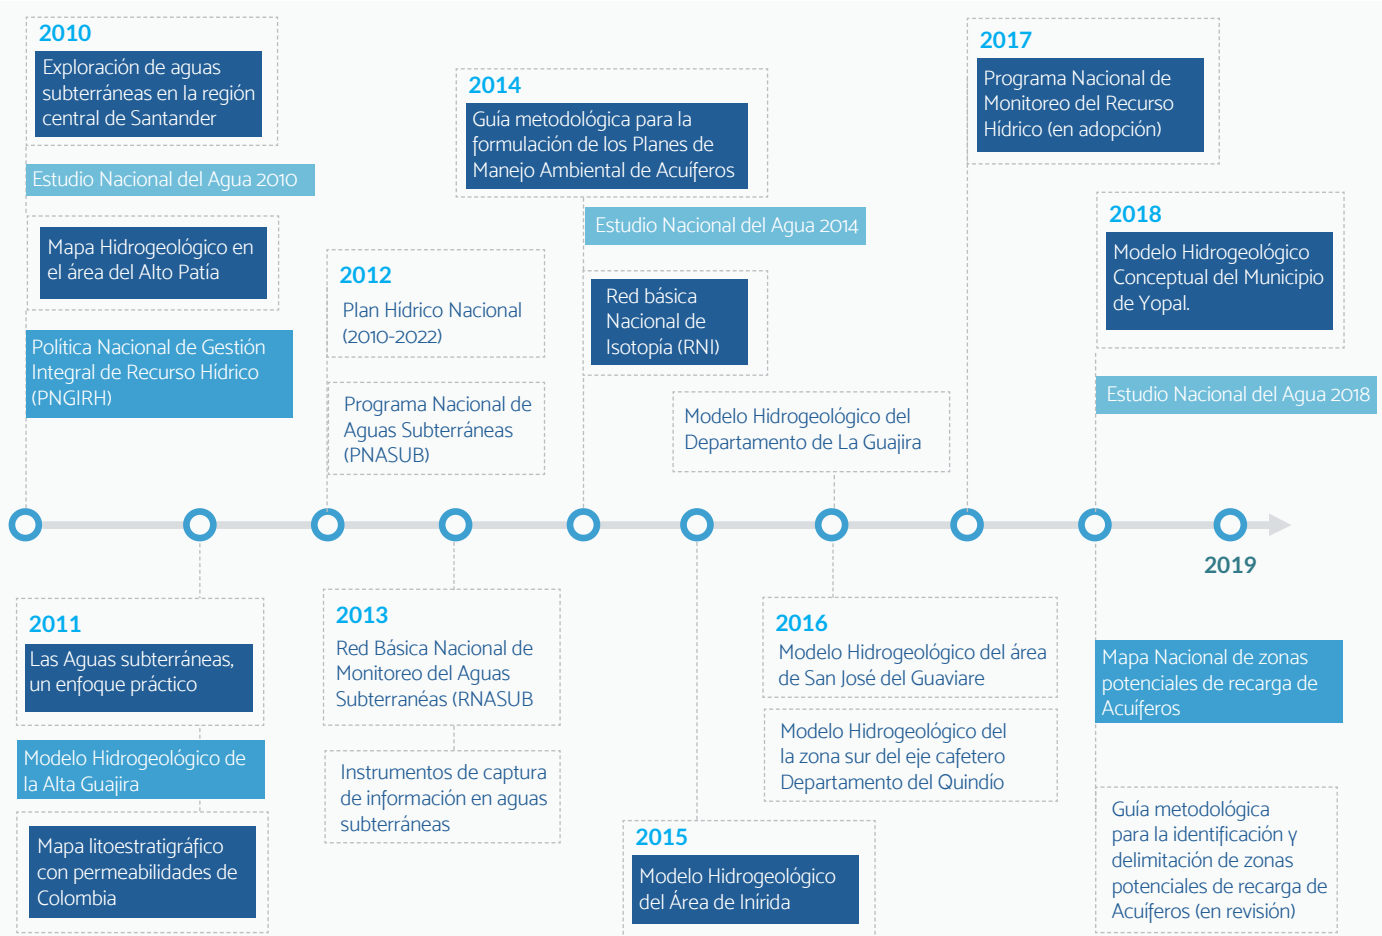 2010
Exploración de aguas
subterráneas en la región
central de Santander
Estudio Nacional del Agua 2010
Mapa Hidrogeológico en
el área del Alto Patía
Política Nacional de Gestión
Integral de Recurso Hídrico
(PNGIRH)
2011
Las Aguas subterráneas,
un enfoque práctico
Modelo Hidrogeológico de
la Alta Guajira
Mapa litoestratigráfico
con permeabilidades de
Colombia
2012
Plan Hídrico Nacional
(2010-2022)
Programa Nacional de
Aguas Subterráneas
(PNASUB)
2013
Red Básica Nacional de
Monitoreo del Aguas
Subterranéas (RNASUB
Instrumentos de captura
de información en aguas
subterráneas
2014
Guía metodológica para la
formulación de los Planes de
Manejo Ambiental de Acuíferos
Estudio Nacional del Agua 2014
Red básica
Nacional de
Isotopía (RNI)
2015
Modelo Hidrogeológico
del Área de Inírida
Modelo Hidrogeológico del
Departamento de La Guajira
2016
Modelo Hidrogeológico del área
de San José del Guaviare
Modelo Hidrogeológico del
la zona sur del eje cafetero
Departamento del Quindío
2017
Programa Nacional de
Monitoreo del Recurso
Hídrico (en adopción)
2018
Modelo Hidrogeológico
Conceptual del Municipio
de Yopal.
Estudio Nacional del Agua 2018
Mapa Nacional de zonas
potenciales de recarga de
Acuíferos
Guía metodológica
para la identificación y
delimitación de zonas
potenciales de recarga de
Acuíferos (en revisión)
2019